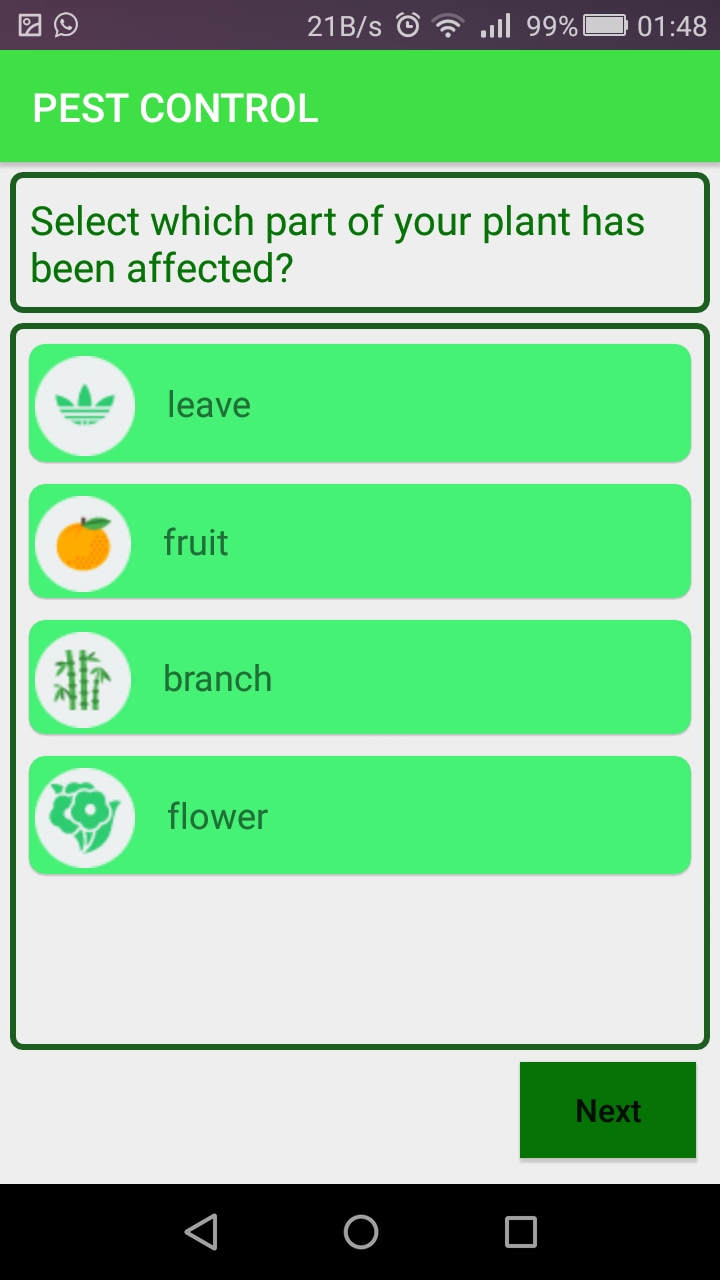 21B/s 99% 01:48
PEST CONTROL
Select which part of your plant has
been affected?
leave
fruit
branch
flower
Next